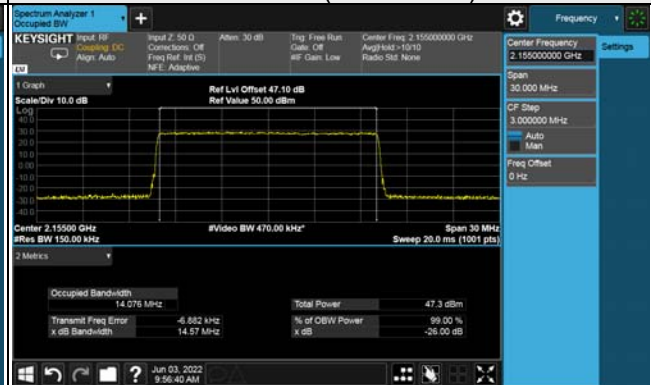 Spectrum Analyzer 1
Occupied BW
Frequency
KEYSIGHT
Input: RF
Coupling: DC
Align: Auto
Input Z: 50 Ω
Corrections: Off
Freq Ref: Int (S)
NFE: Adaptive
Atten: 30 dB
Trig: Free Run
Gate: Off
#IF Gain: Low
Center Freq: 2.155000000 GHz
Avg|Hold:>10/10
Radio Std: None
Center Frequency
2.155000000 GHz
Settings
Span
30.000 MHz
CF Step
3.000000 MHz
Auto
Man
Freq Offset
0 Hz
1 Graph
Scale/Div 10.0 dB
Ref Lvl Offset 47.10 dB
Ref Value 50.00 dBm
Log
40.0
30.0
20.0
10.0
0.00
-10.0
-20.0
-30.0
-40.0
Center 2.15500 GHz
#Res BW 150.00 kHz
#Video BW 470.00 kHz*
Span 30 MHz
Sweep 20.0 ms (1001 pts)
2 Metrics
Occupied Bandwidth
14.076 MHz
Total Power 47.3 dBm
Transmit Freq Error -6.882 kHz
% of OBW Power 99.00 %
x dB Bandwidth 14.57 MHz
x dB -26.00 dB
Jun 03, 2022
9:56:40 AM